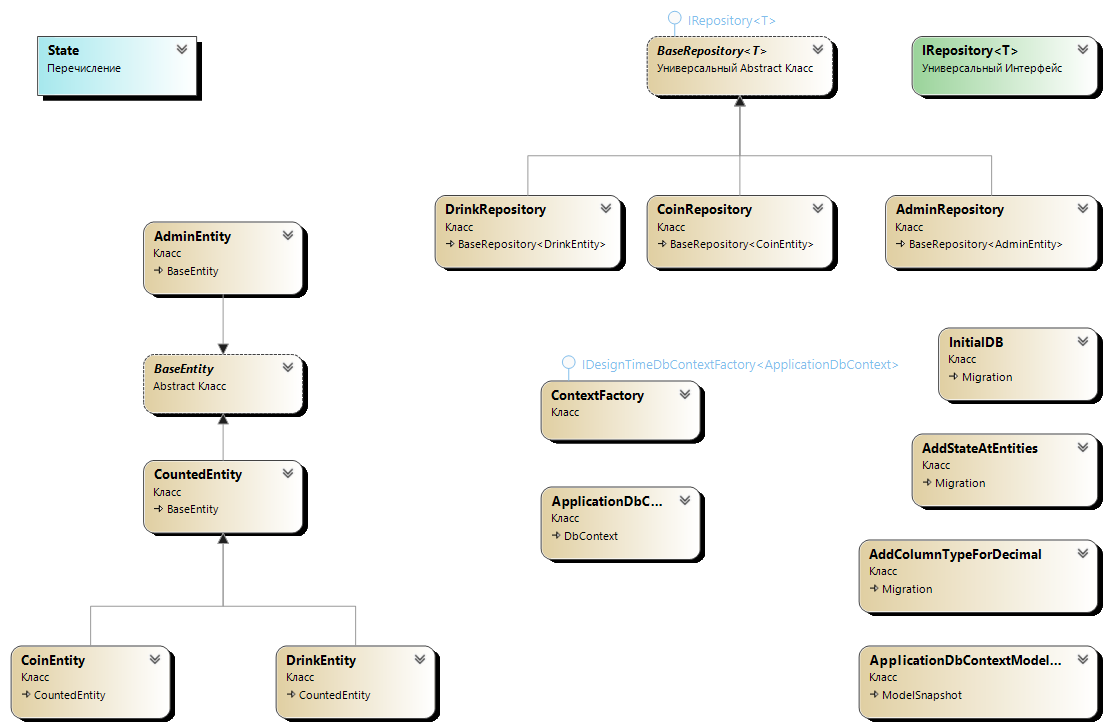 State
Перечисление
IRepository<T>
BaseRepository<T>
Универсальный Abstract Класс
IRepository<T>
Универсальный Интерфейс
DrinkRepository
Класс
BaseRepository<DrinkEntity>
CoinRepository
Класс
BaseRepository<CoinEntity>
AdminRepository
Класс
BaseRepository<AdminEntity>
AdminEntity
Класс
BaseEntity
BaseEntity
Abstract Класс
CountedEntity
Класс
BaseEntity
CoinEntity
Класс
CountedEntity
DrinkEntity
Класс
CountedEntity
IDesignTimeDbContextFactory<ApplicationDbContext>
ContextFactory
Класс
ApplicationDbC...
Класс
DbContext
InitialDB
Класс
Migration
AddStateAtEntities
Класс
Migration
AddColumnTypeForDecimal
Класс
Migration
ApplicationDbContextModel...
Класс
ModelSnapshot